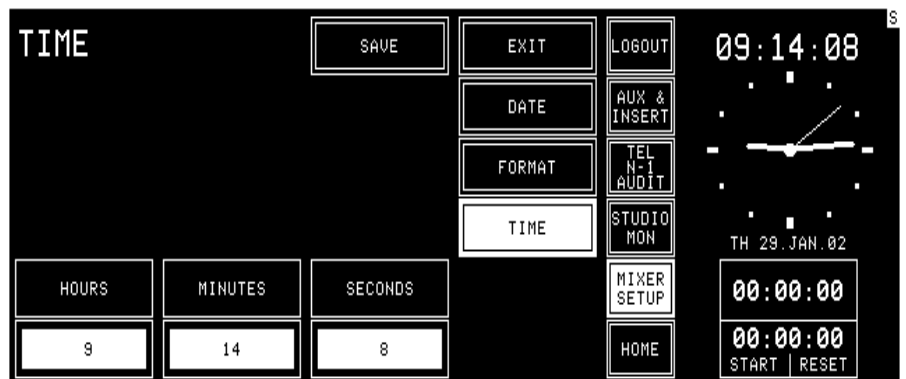 S
TIME
SAVE
EXIT
LOGOUT
09:14:08
DATE
AUX &
INSERT
FORMAT
TEL
N-1
AUDIT
TIME
STUDIO
MON
TH 29.JAN.02
HOURS
MINUTES
SECONDS
MIXER
SETUP
00:00:00
9
14
8
HOME
00:00:00
START | RESET